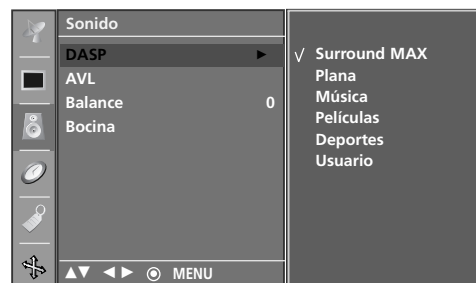 Sonido
DASP ►
AVL
Balance 0
Bocina
▲▼ ◄► ◉ MENU
√ Surround MAX
Plana
Música
Películas
Deportes
Usuario